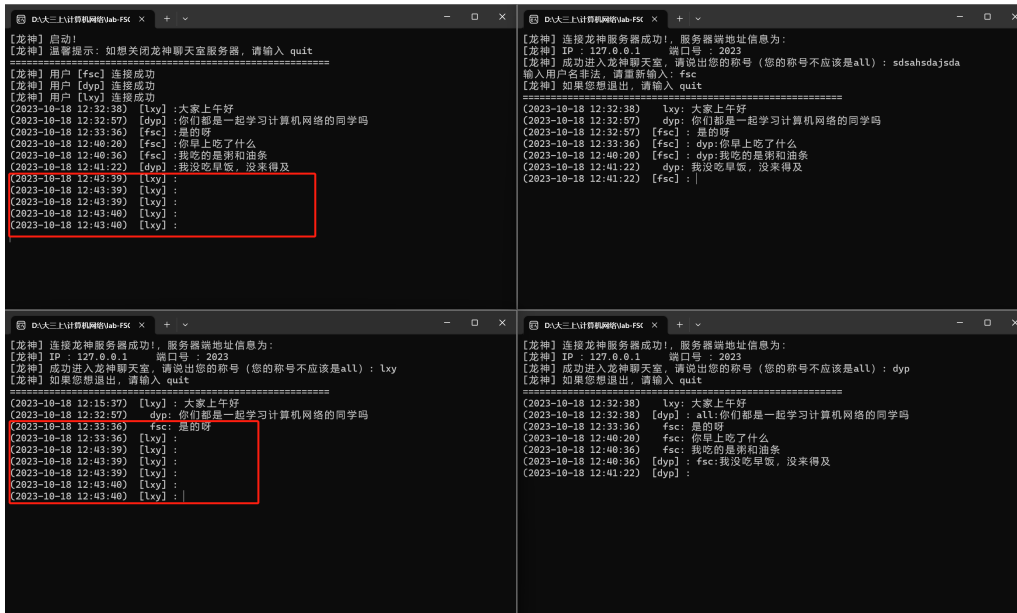 D:\大三上\计算机网络\lab-FSC
[龙神] 启动!
[龙神] 温馨提示: 如想关闭龙神聊天室服务器, 请输入 quit
=========================================================
[龙神] 用户 [fsc] 连接成功
[龙神] 用户 [dyp] 连接成功
[龙神] 用户 [lxy] 连接成功
(2023-10-18 12:32:38) [lxy] :大家上午好
(2023-10-18 12:32:57) [dyp] :你们都是一起学习计算机网络的同学吗
(2023-10-18 12:33:36) [fsc] :是的呀
(2023-10-18 12:40:20) [fsc] :你早上吃了什么
(2023-10-18 12:40:36) [fsc] :我吃的是粥和油条
(2023-10-18 12:41:22) [dyp] :我没吃早饭, 没来得及
(2023-10-18 12:43:39) [lxy] :
(2023-10-18 12:43:39) [lxy] :
(2023-10-18 12:43:39) [lxy] :
(2023-10-18 12:43:40) [lxy] :
(2023-10-18 12:43:40) [lxy] :
D:\大三上\计算机网络\lab-FSC
[龙神] 连接龙神服务器成功!, 服务器端地址信息为:
[龙神] IP : 127.0.0.1 端口号 : 2023
[龙神] 成功进入龙神聊天室, 请说出您的称号 (您的称号不应该是all) : sdsahsdajsda
输入用户名非法, 请重新输入: fsc
[龙神] 如果您想退出, 请输入 quit
=========================================================
(2023-10-18 12:32:38) lxy: 大家上午好
(2023-10-18 12:32:57) dyp: 你们都是一起学习计算机网络的同学吗
(2023-10-18 12:32:57) [fsc] : 是的呀
(2023-10-18 12:33:36) [fsc] : dyp:你早上吃了什么
(2023-10-18 12:40:20) [fsc] : dyp:我吃的是粥和油条
(2023-10-18 12:41:22) dyp: 我没吃早饭, 没来得及
(2023-10-18 12:41:22) [fsc] :
D:\大三上\计算机网络\lab-FSC
[龙神] 连接龙神服务器成功!, 服务器端地址信息为:
[龙神] IP : 127.0.0.1 端口号 : 2023
[龙神] 成功进入龙神聊天室, 请说出您的称号 (您的称号不应该是all) : lxy
[龙神] 如果您想退出, 请输入 quit
=========================================================
(2023-10-18 12:15:37) [lxy] : 大家上午好
(2023-10-18 12:32:57) dyp: 你们都是一起学习计算机网络的同学吗
(2023-10-18 12:33:36) fsc: 是的呀
(2023-10-18 12:33:36) [lxy] :
(2023-10-18 12:43:39) [lxy] :
(2023-10-18 12:43:39) [lxy] :
(2023-10-18 12:43:39) [lxy] :
(2023-10-18 12:43:40) [lxy] :
(2023-10-18 12:43:40) [lxy] :
D:\大三上\计算机网络\lab-FSC
[龙神] 连接龙神服务器成功!, 服务器端地址信息为:
[龙神] IP : 127.0.0.1 端口号 : 2023
[龙神] 成功进入龙神聊天室, 请说出您的称号 (您的称号不应该是all) : dyp
[龙神] 如果您想退出, 请输入 quit
=========================================================
(2023-10-18 12:32:38) lxy: 大家上午好
(2023-10-18 12:32:38) [dyp] : all:你们都是一起学习计算机网络的同学吗
(2023-10-18 12:33:36) fsc: 是的呀
(2023-10-18 12:40:20) fsc: 你早上吃了什么
(2023-10-18 12:40:36) fsc: 我吃的是粥和油条
(2023-10-18 12:40:36) [dyp] : fsc:我没吃早饭, 没来得及
(2023-10-18 12:41:22) [dyp] :